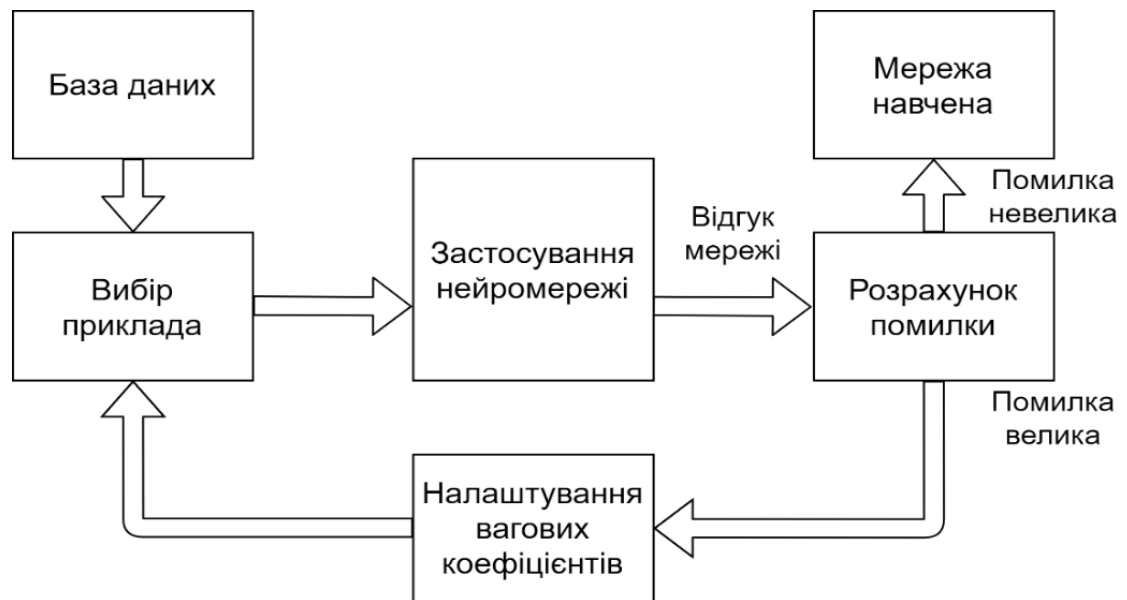 База даних
Мережа
навчена
Помилка
невелика
Вибір
приклада
Застосування
нейромережі
Відгук
мережі
Розрахунок
помилки
Помилка
велика
Налаштування
вагових
коефіцієнтів